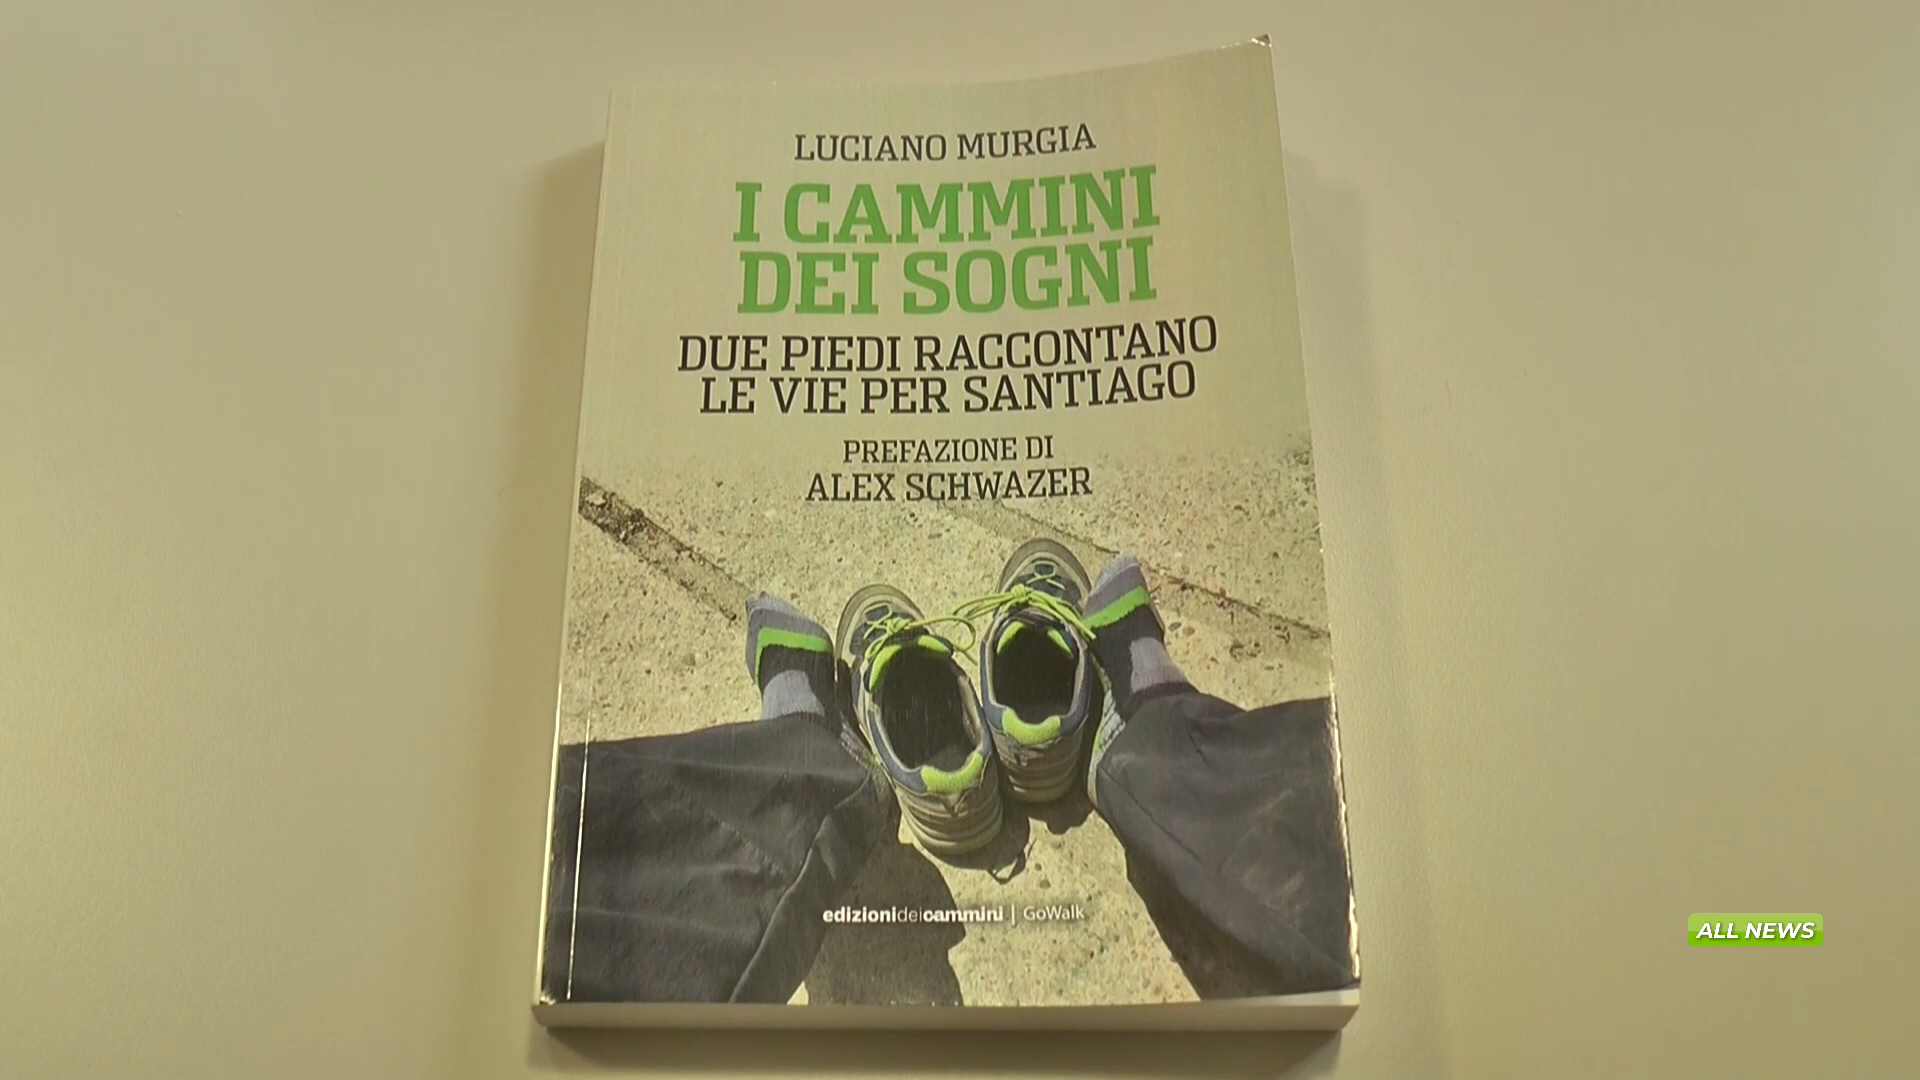 LUCIANO MURGIA
I CAMMINI
DEI SOGNI
DUE PIEDI RACCONTANO
LE VIE PER SANTIAGO
PREFAZIONE DI
ALEX SCHWAZER
edizionideicammini | GoWalk
ALL NEWS